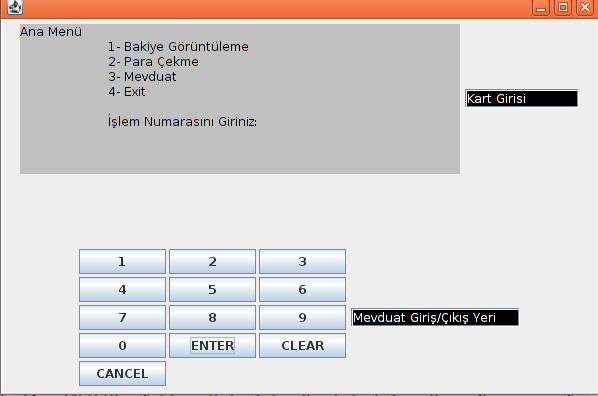 Ana Menü
1- Bakiye Görüntüleme
2- Para Çekme
3- Mevduat
4- Exit
İşlem Numarasını Giriniz:
Kart Girisi
1 2 3
4 5 6
7 8 9
Mevduat Giriş/Çıkış Yeri
0 ENTER CLEAR
CANCEL